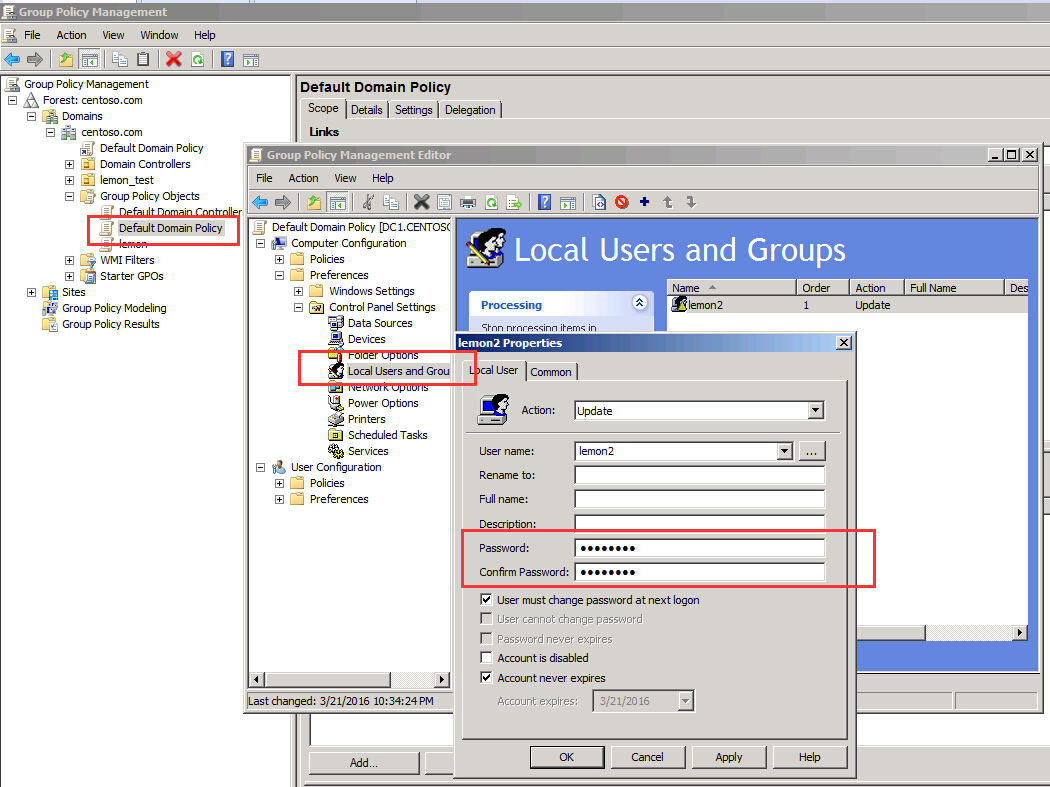 Group Policy Management
File Action View Window Help
Group Policy Management
Forest: centoso.com
Domains
centoso.com
Default Domain Policy
Domain Controllers
lemon_test
Group Policy Objects
Default Domain Controller
Default Domain Policy
lemon
WMI Filters
Starter GPOs
Sites
Group Policy Modeling
Group Policy Results
Default Domain Policy
Scope Details Settings Delegation
Links
Group Policy Management Editor
File Action View Help
Default Domain Policy [DC1.CENTOSO
Computer Configuration
Policies
Preferences
Windows Settings
Control Panel Settings
Data Sources
Devices
Folder Options
Local Users and Grou
Network Options
Power Options
Printers
Scheduled Tasks
Services
User Configuration
Policies
Preferences
Last changed: 3/21/2016 10:34:24 PM
Local Users and Groups
Processing
Stop processing items in
Name Order Action Full Name Des
lemon2 1 Update
lemon2 Properties
Local User Common
Action: Update
User name: lemon2 ...
Rename to:
Full name:
Description:
Password: ●●●●●●●●
Confirm Password: ●●●●●●●●
User must change password at next logon
User cannot change password
Password never expires
Account is disabled
Account never expires
Account expires: 3/21/2016
OK Cancel Apply Help
Add...